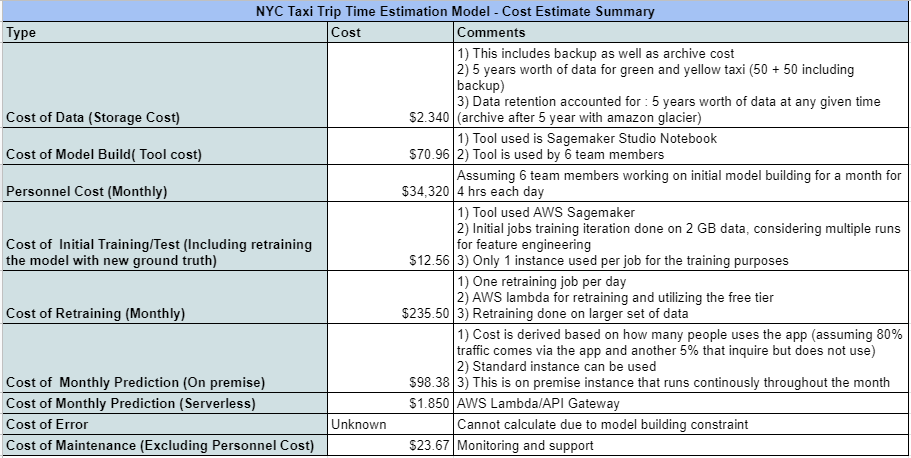 NYC Taxi Trip Time Estimation Model - Cost Estimate Summary
Type Cost Comments
1) This includes backup as well as archive cost
2) 5 years worth of data for green and yellow taxi (50 + 50 including
backup)
3) Data retention accounted for : 5 years worth of data at any given time
Cost of Data (Storage Cost) $2.340 (archive after 5 year with amazon glacier)
1) Tool used is Sagemaker Studio Notebook
Cost of Model Build( Tool cost) $70.96 2) Tool is used by 6 team members
Assuming 6 team members working on initial model building for a month for
Personnel Cost (Monthly) $34,320 4 hrs each day
1) Tool used AWS Sagemaker
2) Initial jobs training iteration done on 2 GB data, considering multiple runs
Cost of Initial Training/Test (Including retraining for feature engineering
the model with new ground truth) $12.56 3) Only 1 instance used per job for the training purposes
1) One retraining job per day
2) AWS lambda for retraining and utilizing the free tier
Cost of Retraining (Monthly) $235.50 3) Retraining done on larger set of data
1) Cost is derived based on how many people uses the app (assuming 80%
traffic comes via the app and another 5% that inquire but does not use)
2) Standard instance can be used
Cost of Monthly Prediction (On premise) $98.38 3) This is on premise instance that runs continously throughout the month
Cost of Monthly Prediction (Serverless) $1.850 AWS Lambda/API Gateway
Cost of Error Unknown Cannot calculate due to model building constraint
Cost of Maintenance (Excluding Personnel Cost) $23.67 Monitoring and support